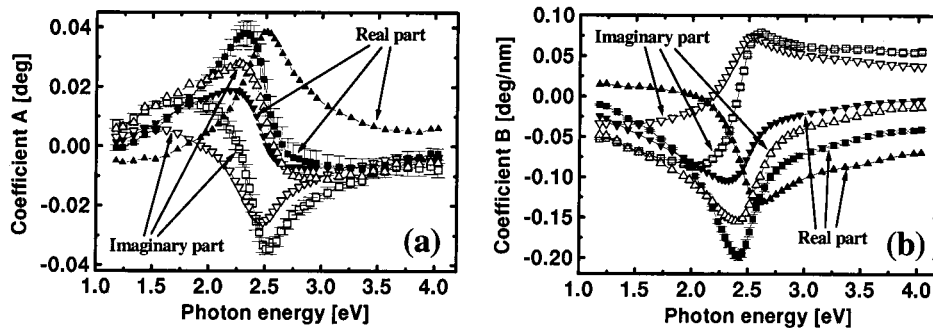 0.04
0.02
0.00
-0.02
-0.04
Coefficient A [deg]
Real part
Imaginary part
(a)
1.0 1.5 2.0 2.5 3.0 3.5 4.0
Photon energy [eV]
0.10
0.05
0.00
-0.05
-0.10
-0.15
-0.20
Coefficient B [deg/nm]
Imaginary part
Real part
(b)
1.0 1.5 2.0 2.5 3.0 3.5 4.0
Photon energy [eV]